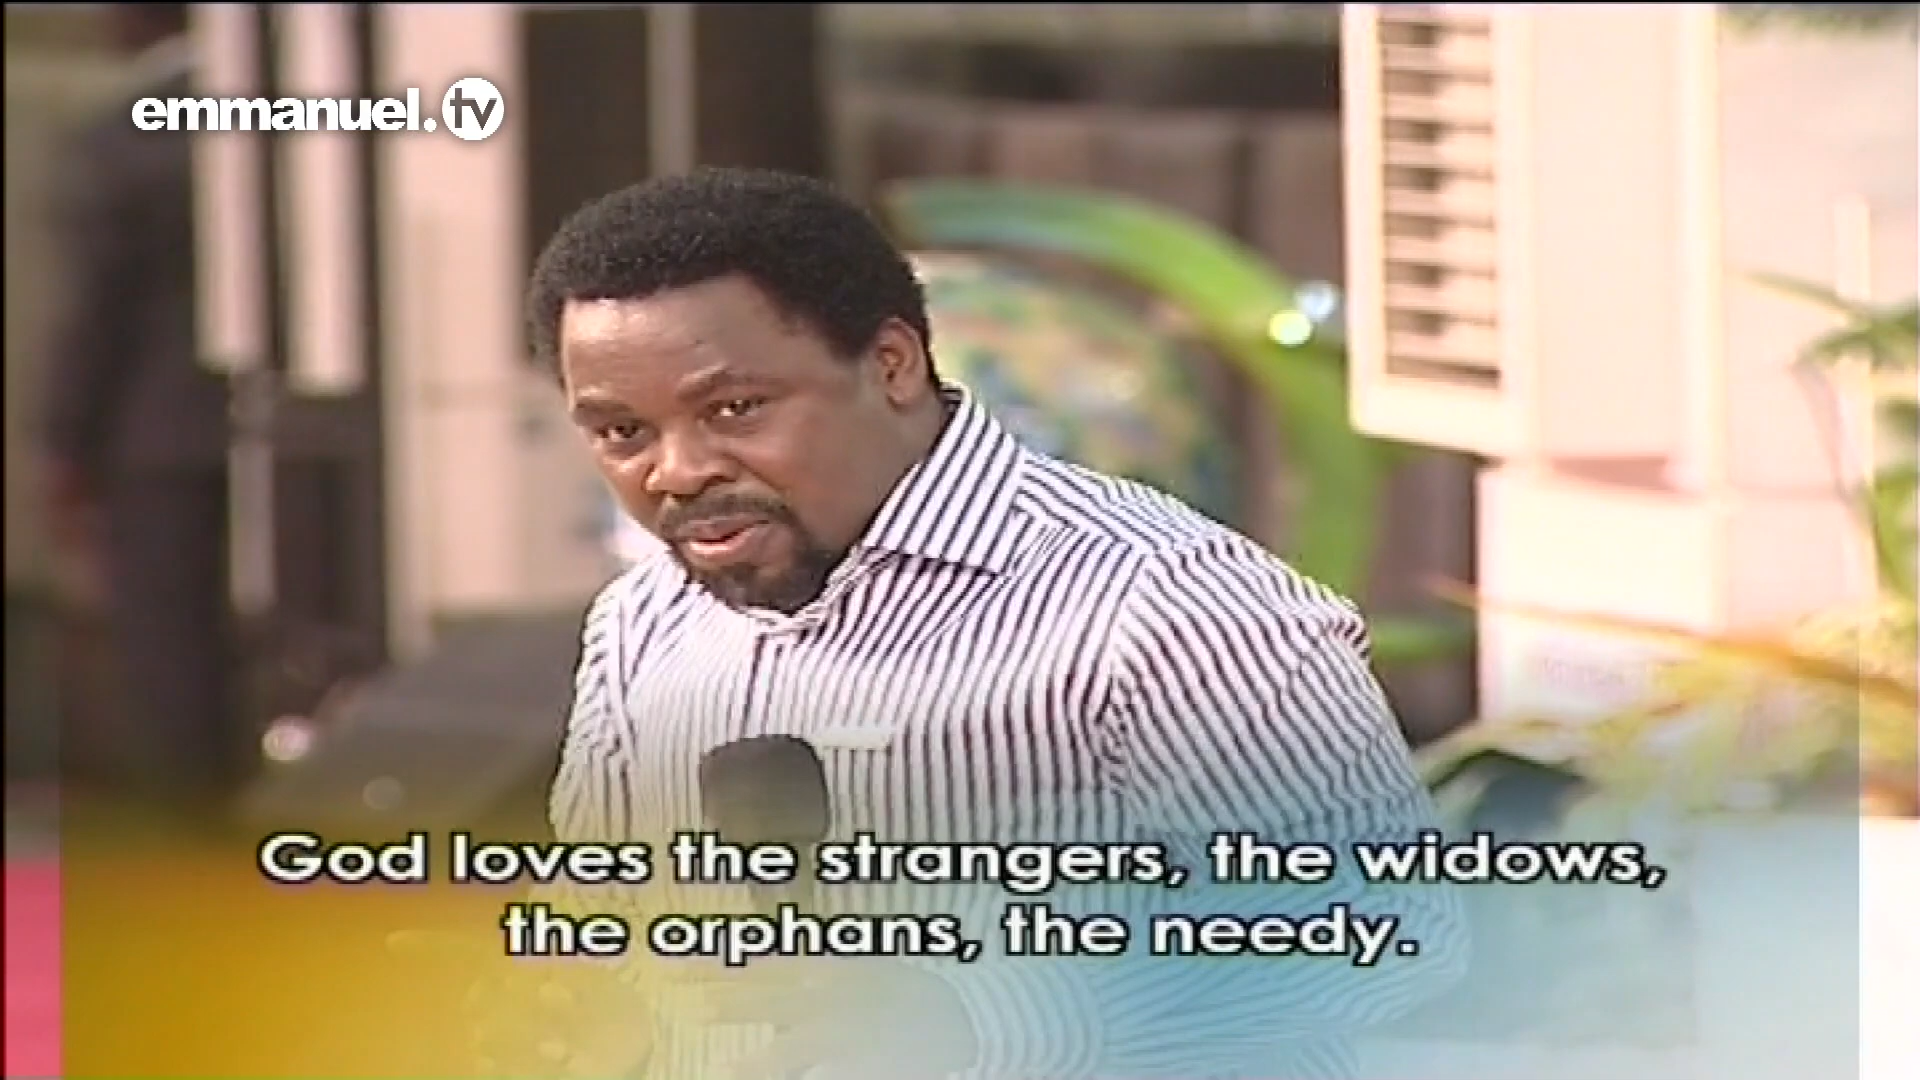 emmanuel.tv
God loves the strangers, the widows,
the orphans, the needy.